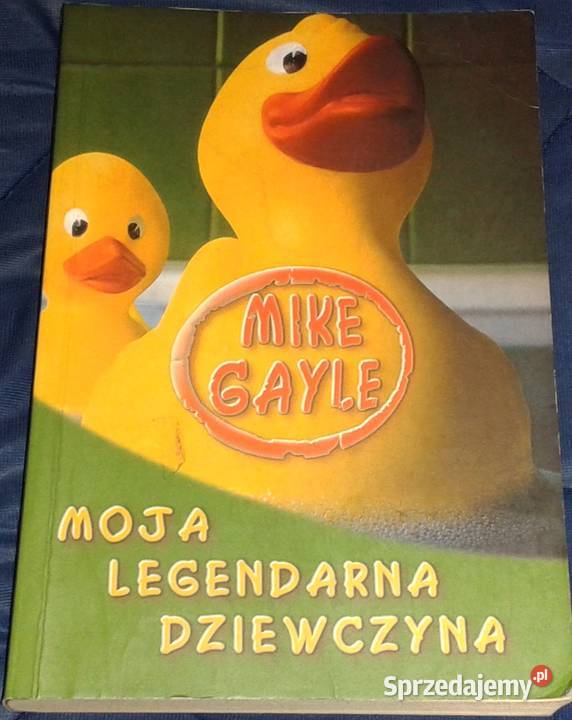 MIKE
GAYLE
MOJA
LEGENDARNA
DZIEWCZYNA
Sprzedajemy.pl